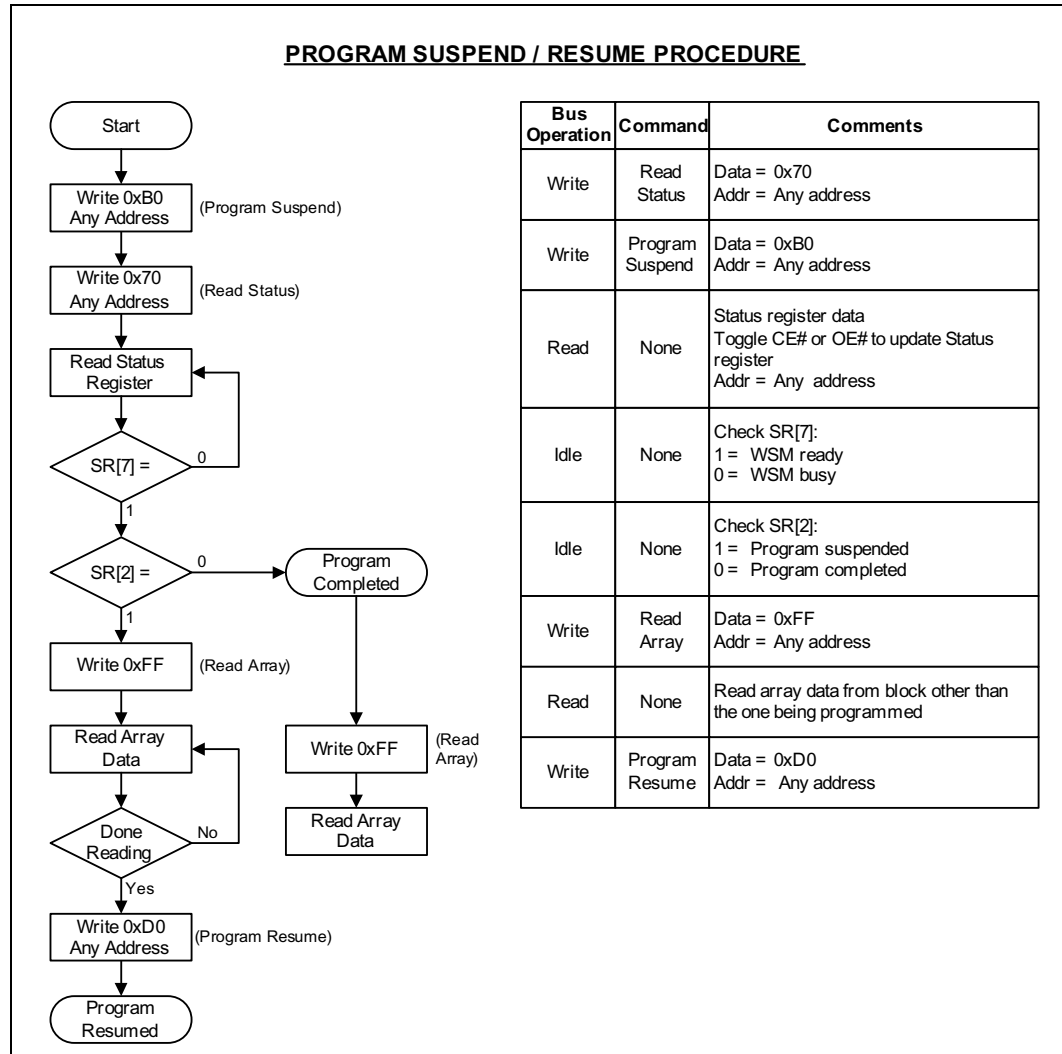 PROGRAM SUSPEND / RESUME PROCEDURE
Start
Write 0xB0
Any Address
(Program Suspend)
Write 0x70
Any Address
(Read Status)
Read Status
Register
SR[7] =
0
1
SR[2] =
0
1
Program
Completed
Write 0xFF
(Read Array)
Read Array
Data
Write 0xFF
(Read
Array)
Read Array
Data
Done
Reading
No
Yes
Write 0xD0
Any Address
(Program Resume)
Program
Resumed
Bus
Operation
Command
Comments
Write
Read
Status
Data = 0x70
Addr = Any address
Write
Program
Suspend
Data = 0xB0
Addr = Any address
Read
None
Status register data
Toggle CE# or OE# to update Status
register
Addr = Any address
Idle
None
Check SR[7]:
1 = WSM ready
0 = WSM busy
Idle
None
Check SR[2]:
1 = Program suspended
0 = Program completed
Write
Read
Array
Data = 0xFF
Addr = Any address
Read
None
Read array data from block other than
the one being programmed
Write
Program
Resume
Data = 0xD0
Addr = Any address